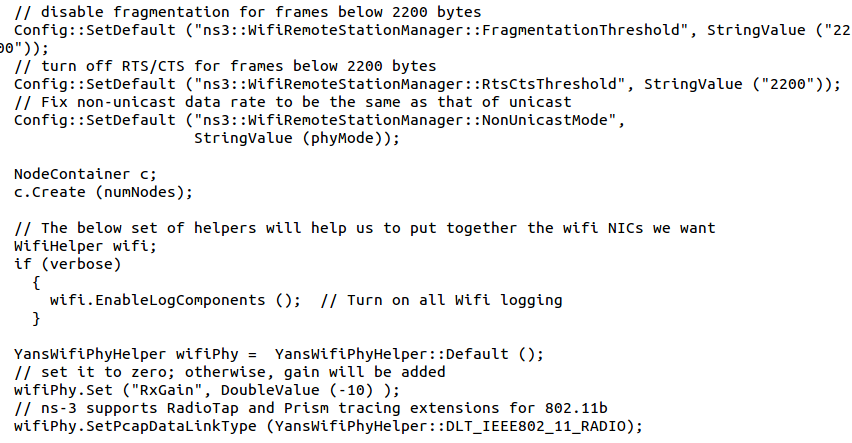 // disable fragmentation for frames below 2200 bytes
Config::SetDefault ("ns3::WifiRemoteStationManager::FragmentationThreshold", StringValue ("22
00"));
// turn off RTS/CTS for frames below 2200 bytes
Config::SetDefault ("ns3::WifiRemoteStationManager::RtsCtsThreshold", StringValue ("2200"));
// Fix non-unicast data rate to be the same as that of unicast
Config::SetDefault ("ns3::WifiRemoteStationManager::NonUnicastMode",
StringValue (phyMode));
NodeContainer c;
c.Create (numNodes);
// The below set of helpers will help us to put together the wifi NICs we want
WifiHelper wifi;
if (verbose)
{
wifi.EnableLogComponents ();  // Turn on all Wifi logging
}
YansWifiPhyHelper wifiPhy =  YansWifiPhyHelper::Default ();
// set it to zero; otherwise, gain will be added
wifiPhy.Set ("RxGain", DoubleValue (-10) );
// ns-3 supports RadioTap and Prism tracing extensions for 802.11b
wifiPhy.SetPcapDataLinkType (YansWifiPhyHelper::DLT_IEEE802_11_RADIO);